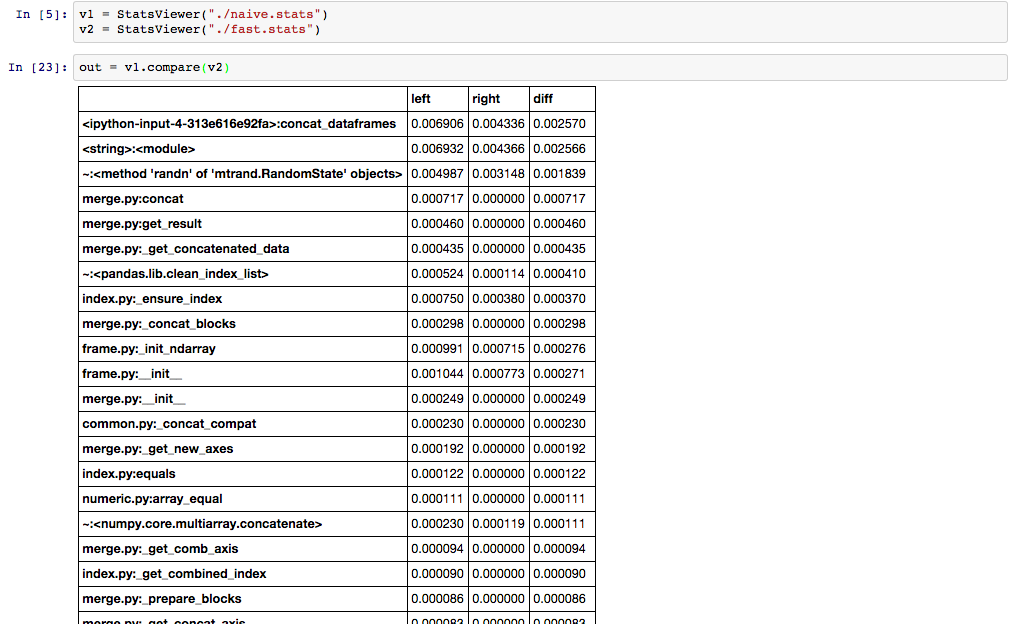 In [5]: v1 = StatsViewer("./naive.stats")
v2 = StatsViewer("./fast.stats")
In [23]: out = v1.compare(v2)
left right diff
<ipython-input-4-313e616e92fa>:concat_dataframes 0.006906 0.004336 0.002570
<string>:<module> 0.006932 0.004366 0.002566
~:<method 'randn' of 'mtrand.RandomState' objects> 0.004987 0.003148 0.001839
merge.py:concat 0.000717 0.000000 0.000717
merge.py:get_result 0.000460 0.000000 0.000460
merge.py:_get_concatenated_data 0.000435 0.000000 0.000435
~:<pandas.lib.clean_index_list> 0.000524 0.000114 0.000410
index.py:_ensure_index 0.000750 0.000380 0.000370
merge.py:_concat_blocks 0.000298 0.000000 0.000298
frame.py:_init_ndarray 0.000991 0.000715 0.000276
frame.py:__init__ 0.001044 0.000773 0.000271
merge.py:__init__ 0.000249 0.000000 0.000249
common.py:_concat_compat 0.000230 0.000000 0.000230
merge.py:_get_new_axes 0.000192 0.000000 0.000192
index.py:equals 0.000122 0.000000 0.000122
numeric.py:array_equal 0.000111 0.000000 0.000111
~:<numpy.core.multiarray.concatenate> 0.000230 0.000119 0.000111
merge.py:_get_comb_axis 0.000094 0.000000 0.000094
index.py:_get_combined_index 0.000090 0.000000 0.000090
merge.py:_prepare_blocks 0.000086 0.000000 0.000086
merge.py:_get_concat_axis 0.000083 0.000000 0.000083